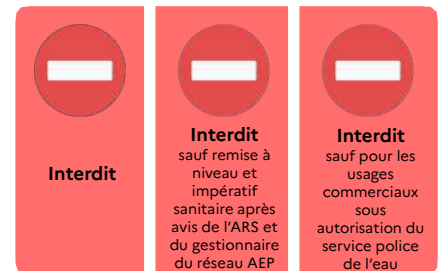 Interdit
Interdit
sauf remise à
niveau et
impératif
sanitaire après
avis de l'ARS et
du gestionnaire
du réseau AEP
Interdit
sauf pour les
usages
commerciaux
sous
autorisation du
service police
de l'eau